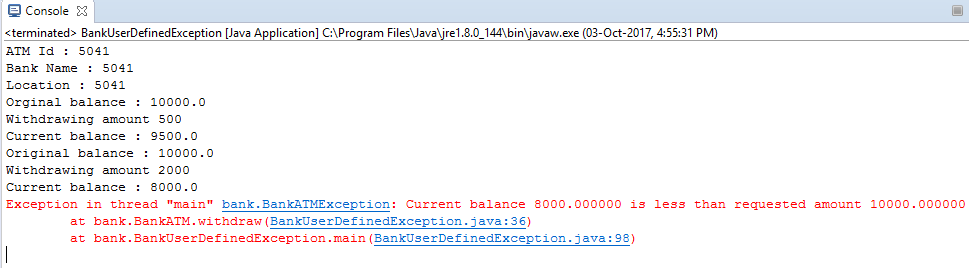 Console
<terminated> BankUserDefinedException [Java Application] C:\Program Files\Java\jre1.8.0_144\bin\javaw.exe (03-Oct-2017, 4:55:31 PM)
ATM Id : 5041
Bank Name : 5041
Location : 5041
Orginal balance : 10000.0
Withdrawing amount 500
Current balance : 9500.0
Original balance : 10000.0
Withdrawing amount 2000
Current balance : 8000.0
Exception in thread "main" bank.BankATMException: Current balance 8000.000000 is less than requested amount 10000.000000
at bank.BankATM.withdraw(BankUserDefinedException.java:36)
at bank.BankUserDefinedException.main(BankUserDefinedException.java:98)